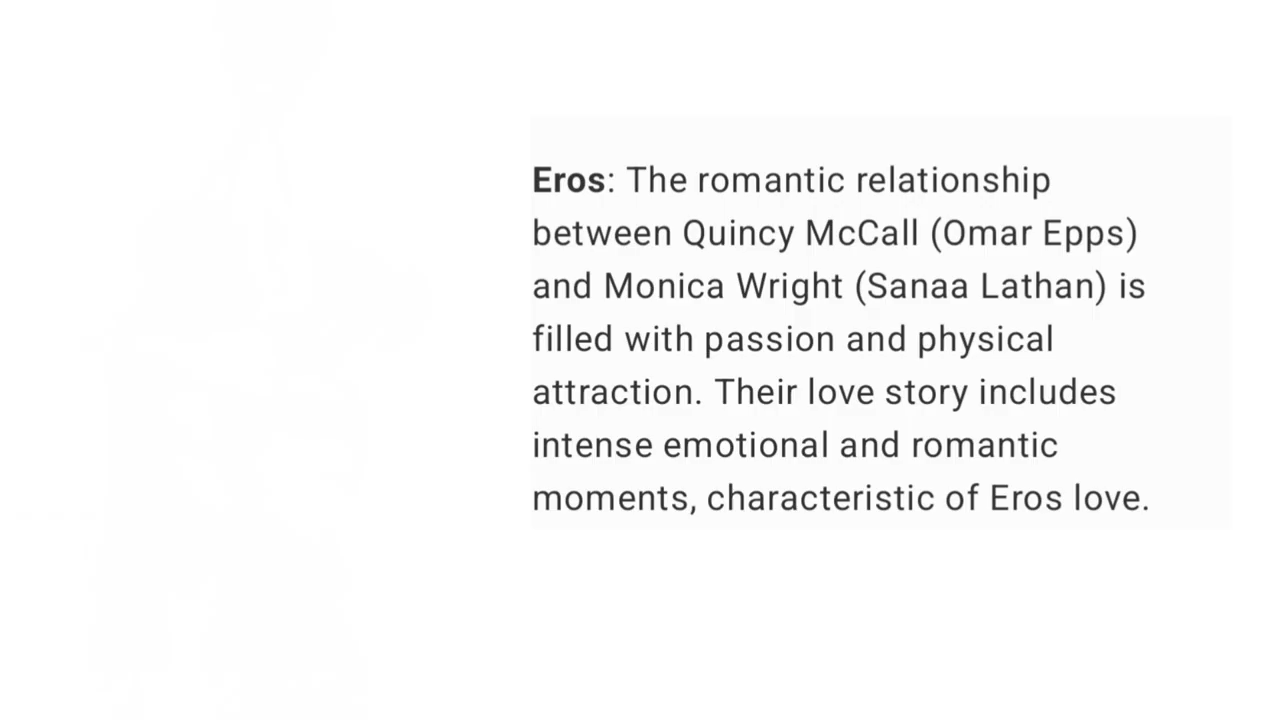 Eros: The romantic relationship
between Quincy McCall (Omar Epps)
and Monica Wright (Sanaa Lathan) is
filled with passion and physical
attraction. Their love story includes
intense emotional and romantic
moments, characteristic of Eros love.